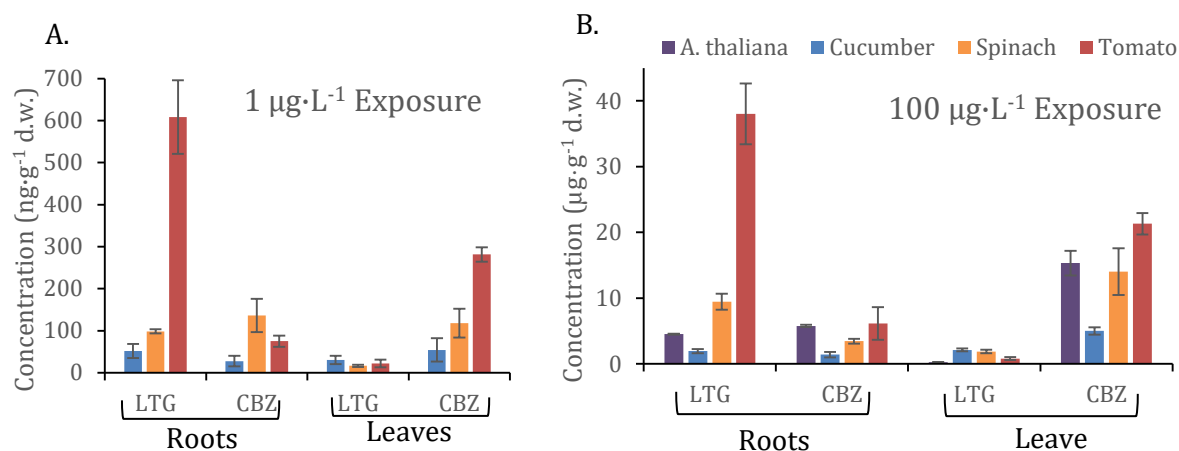 A.
1 µg·L⁻¹ Exposure
Concentration (ng·g⁻¹ d.w.)
700
600
500
400
300
200
100
0
LTG CBZ LTG CBZ
Roots Leaves
B.
A. thaliana Cucumber Spinach Tomato
100 µg·L⁻¹ Exposure
Concentration (µg·g⁻¹ d.w.)
40
30
20
10
0
LTG CBZ LTG CBZ
Roots Leave